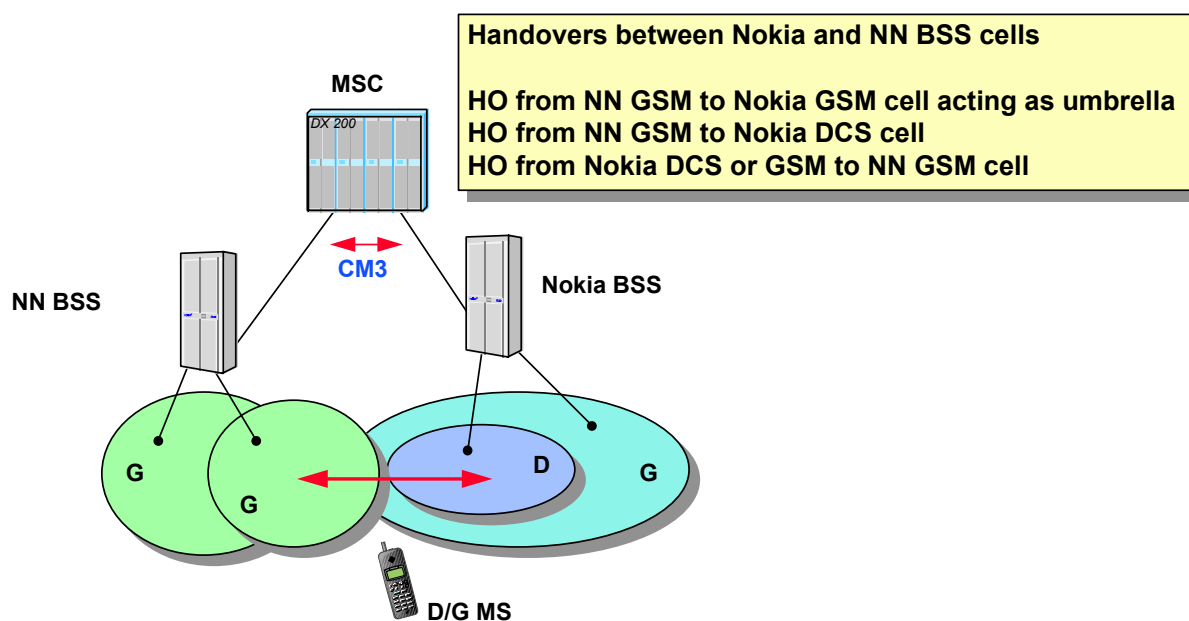 Handovers between Nokia and NN BSS cells
HO from NN GSM to Nokia GSM cell acting as umbrella
HO from NN GSM to Nokia DCS cell
HO from Nokia DCS or GSM to NN GSM cell
MSC
DX 200
CM3
NN BSS
Nokia BSS
G
G
D
G
D/G MS